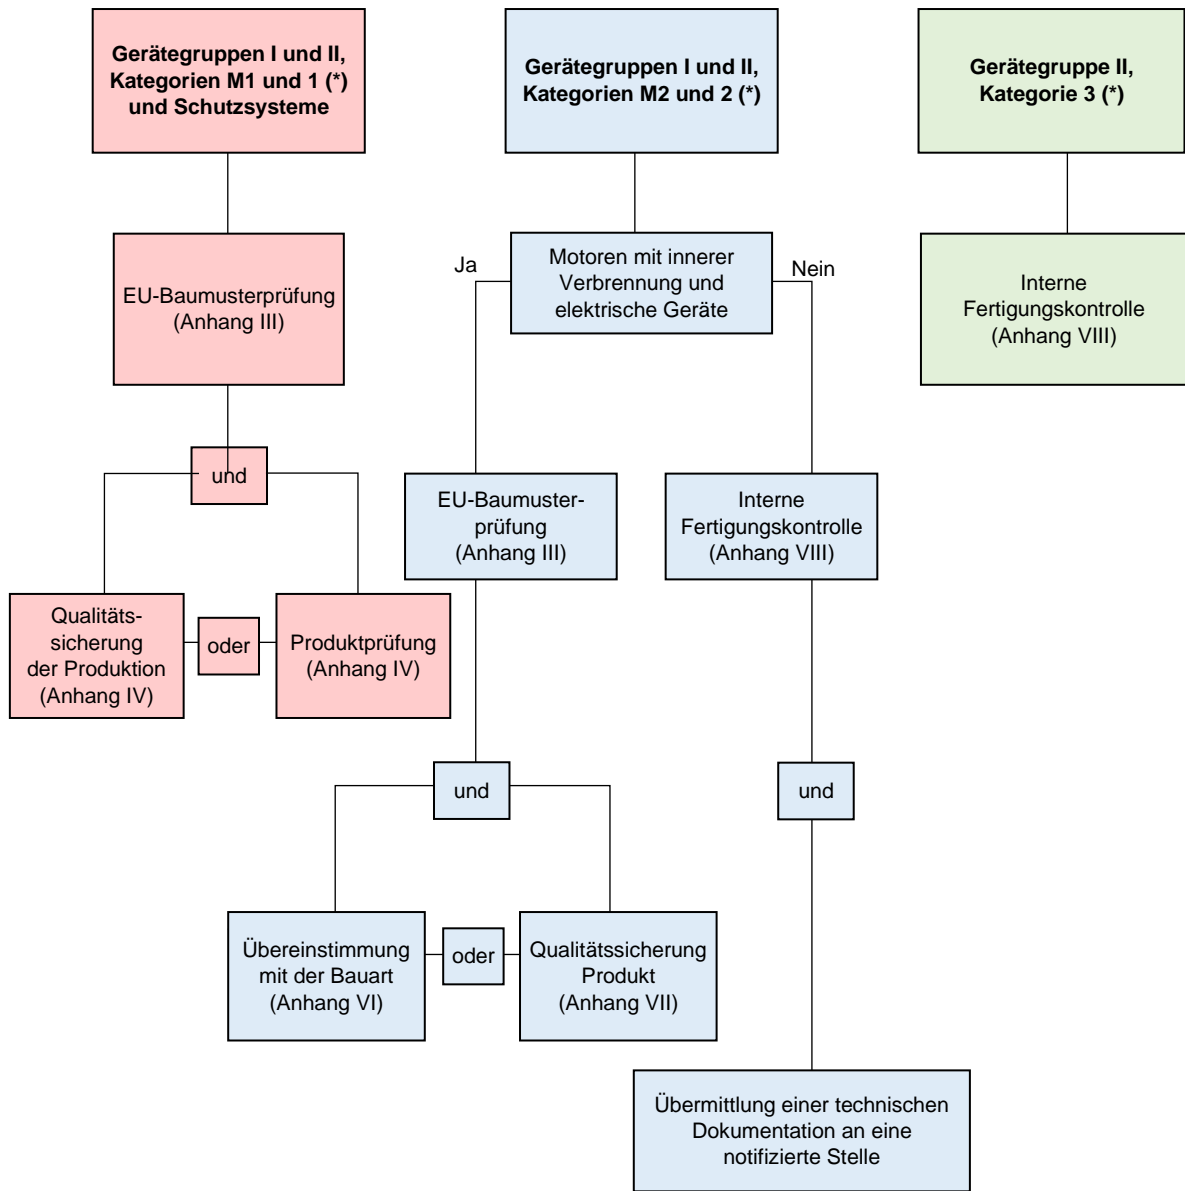 Gerätegruppen I und II,
Kategorien M1 und 1 (*)
und Schutzsysteme
Gerätegruppen I und II,
Kategorien M2 und 2 (*)
Gerätegruppe II,
Kategorie 3 (*)
EU-Baumusterprüfung
(Anhang III)
Ja
Motoren mit innerer
Verbrennung und
elektrische Geräte
Nein
Interne
Fertigungskontrolle
(Anhang VIII)
und
EU-Baumuster-
prüfung
(Anhang III)
Interne
Fertigungskontrolle
(Anhang VIII)
Qualitäts-
sicherung
der Produktion
(Anhang IV)
oder
Produktprüfung
(Anhang IV)
und
und
Übereinstimmung
mit der Bauart
(Anhang VI)
oder
Qualitätssicherung
Produkt
(Anhang VII)
Übermittlung einer technischen
Dokumentation an eine
notifizierte Stelle